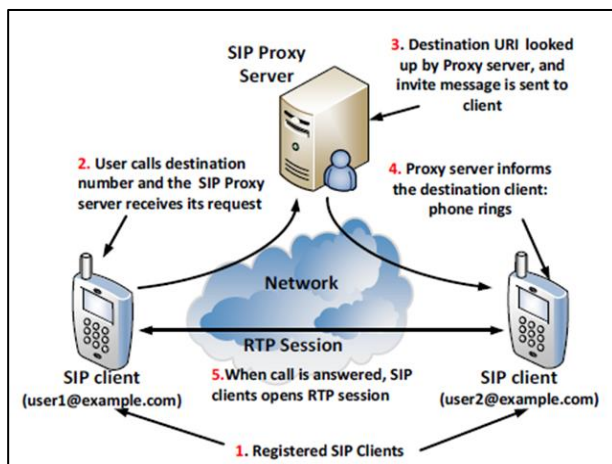 SIP Proxy
Server
3. Destination URI looked
up by Proxy server, and
invite message is sent to
client
2. User calls destination
number and the SIP Proxy
server receives its request
4. Proxy server informs
the destination client:
phone rings
Network
RTP Session
SIP client
(user1@example.com)
5.When call is answered, SIP
clients opens RTP session
SIP client
(user2@example.com)
1. Registered SIP Clients